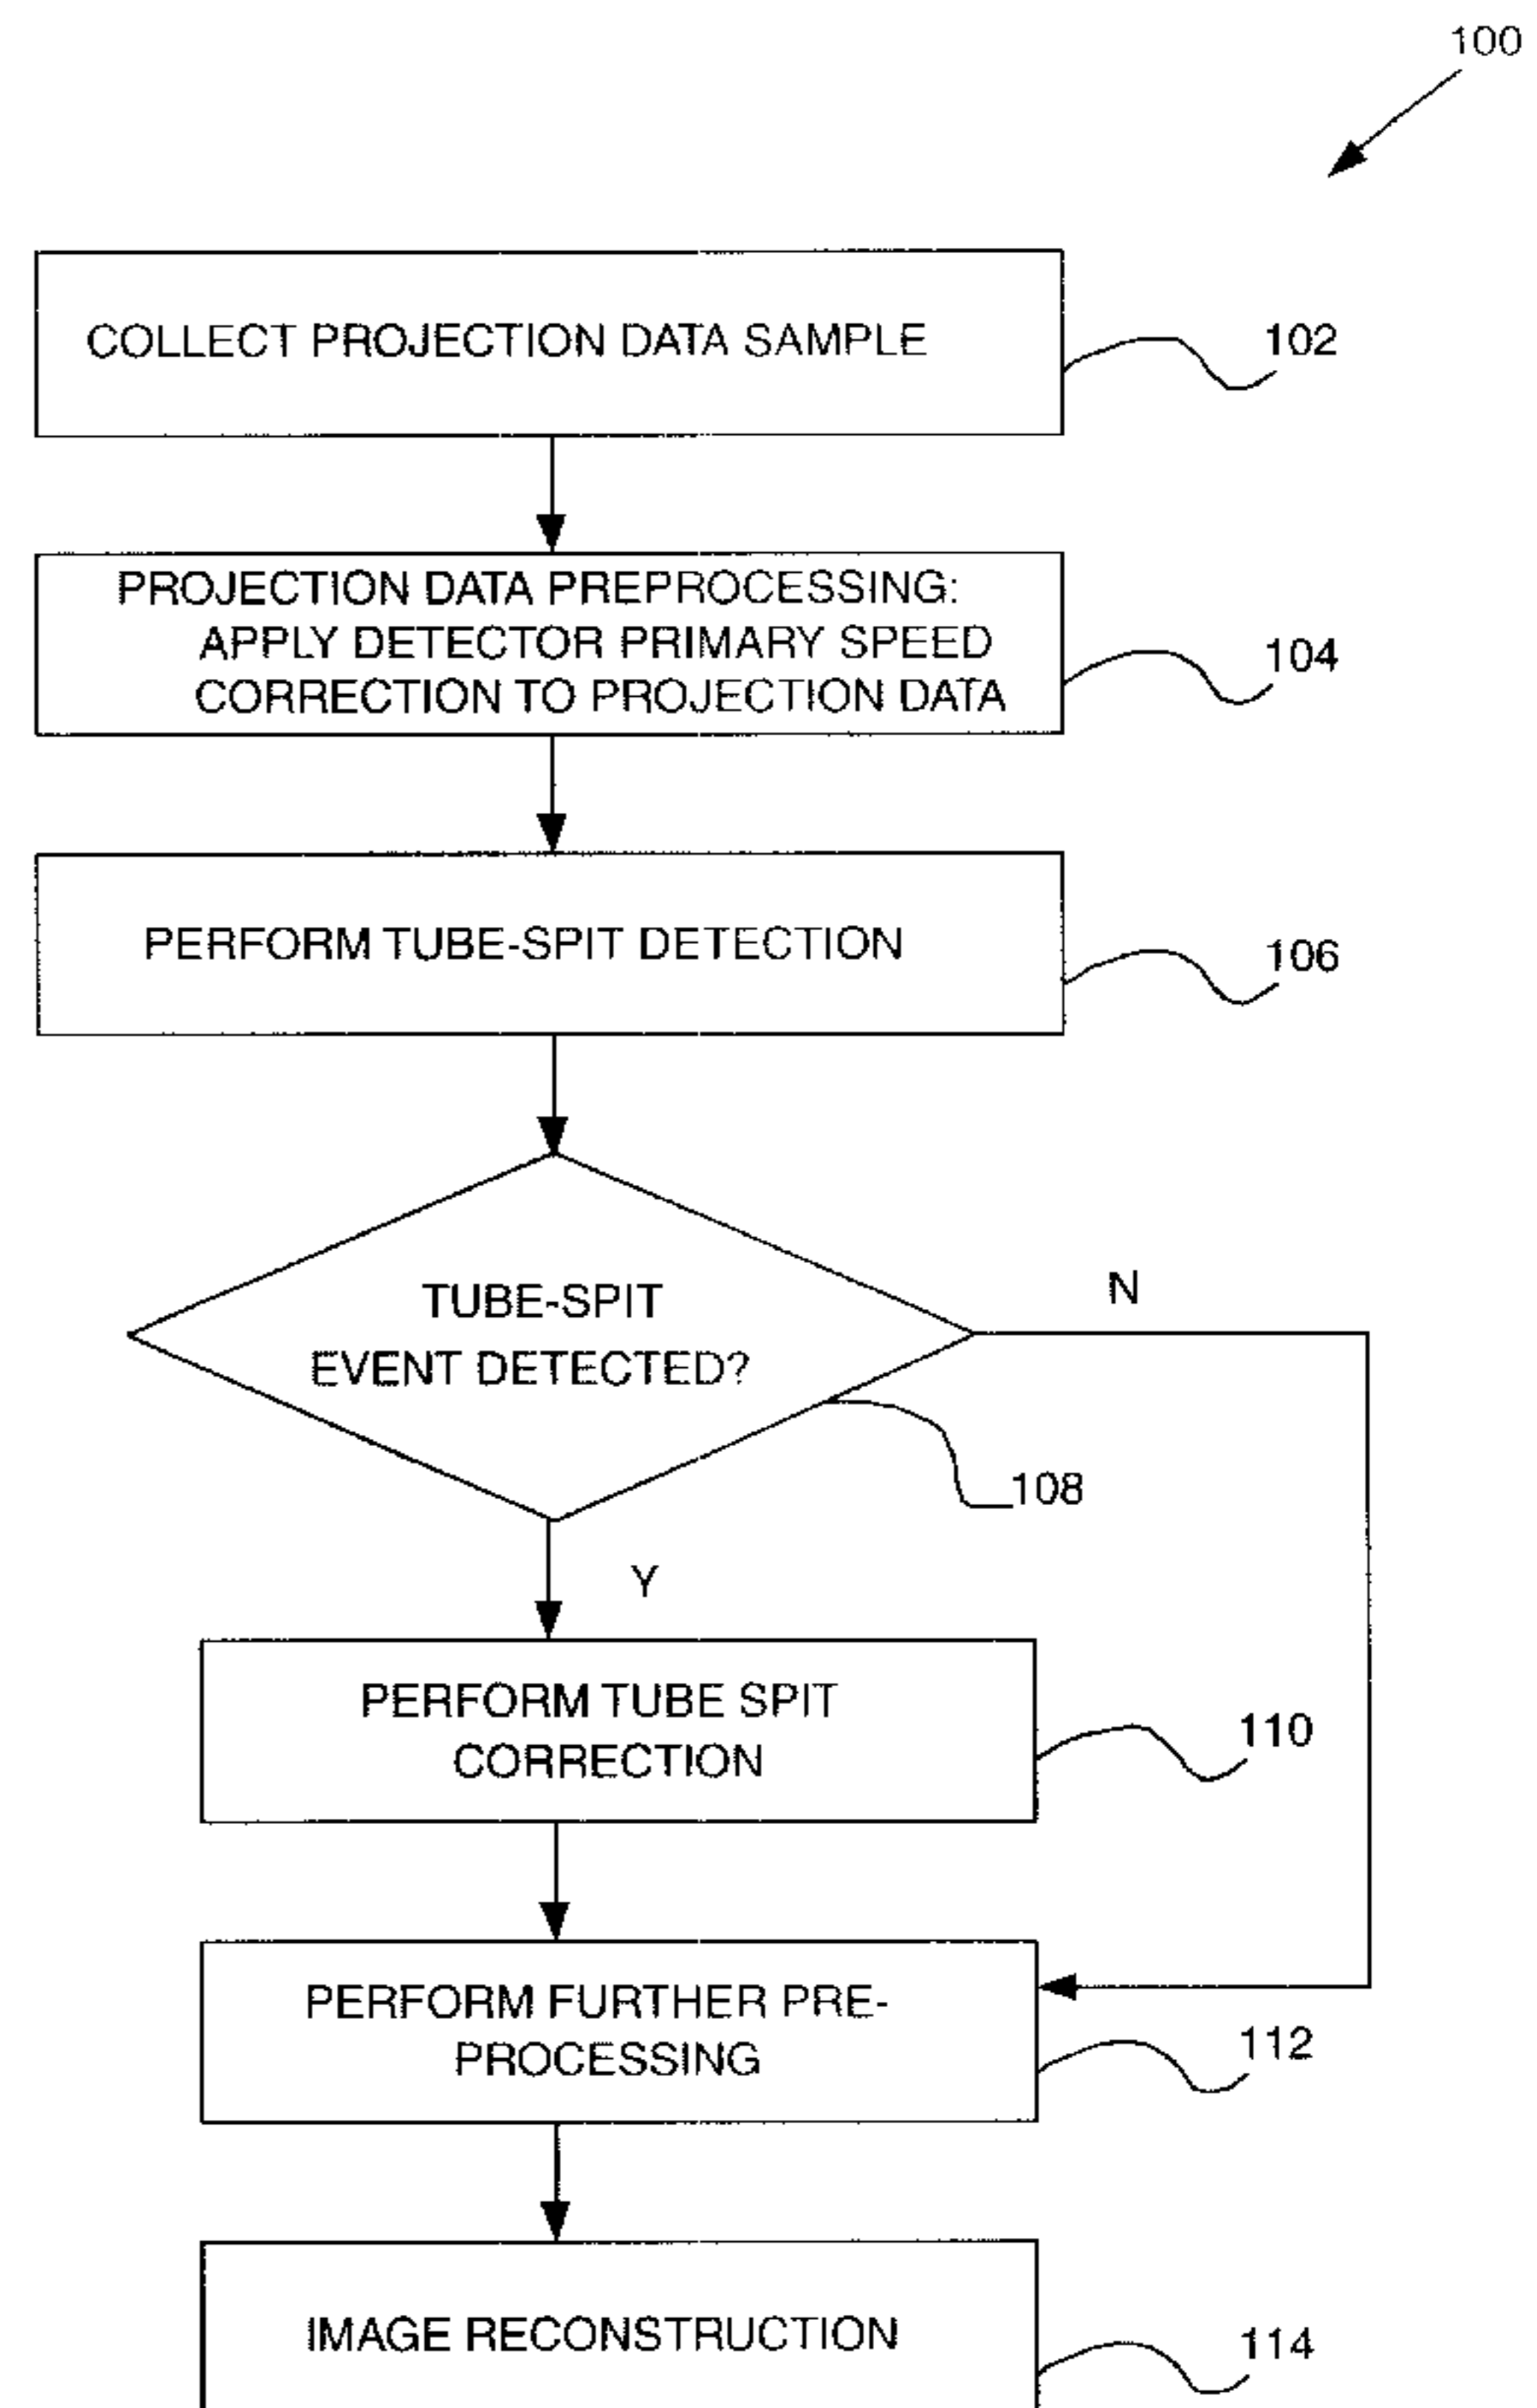 100
COLLECT PROJECTION DATA SAMPLE
102
PROJECTION DATA PREPROCESSING:
APPLY DETECTOR PRIMARY SPEED
CORRECTION TO PROJECTION DATA
104
PERFORM TUBE-SPIT DETECTION
106
TUBE-SPIT
EVENT DETECTED?
N
108
Y
PERFORM TUBE SPIT
CORRECTION
110
PERFORM FURTHER PRE-
PROCESSING
112
IMAGE RECONSTRUCTION
114